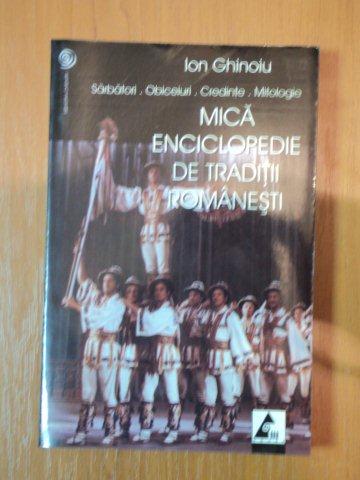 Ion Ghinoiu
Sărbători . Obiceiuri . Credințe . Mitologie
MICĂ
ENCICLOPEDIE
DE TRADIȚII
ROMÂNEȘTI